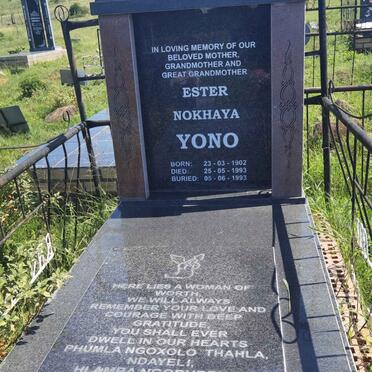 IN LOVING MEMORY OF OUR
BELOVED MOTHER,
GRANDMOTHER AND
GREAT GRANDMOTHER
ESTER
NOKHAYA
YONO
BORN: 23 - 03 - 1902
DIED: 25 - 05 - 1993
BURIED: 05 - 06 - 1993
HERE LIES A WOMAN OF
WORTH
WE WILL ALWAYS
REMEMBER YOUR LOVE AND
COURAGE WITH DEEP
GRATITUDE,
YOU SHALL EVER
DWELL IN OUR HEARTS
PHUMLA NGOXOLO THAHLA,
NDAYELI,